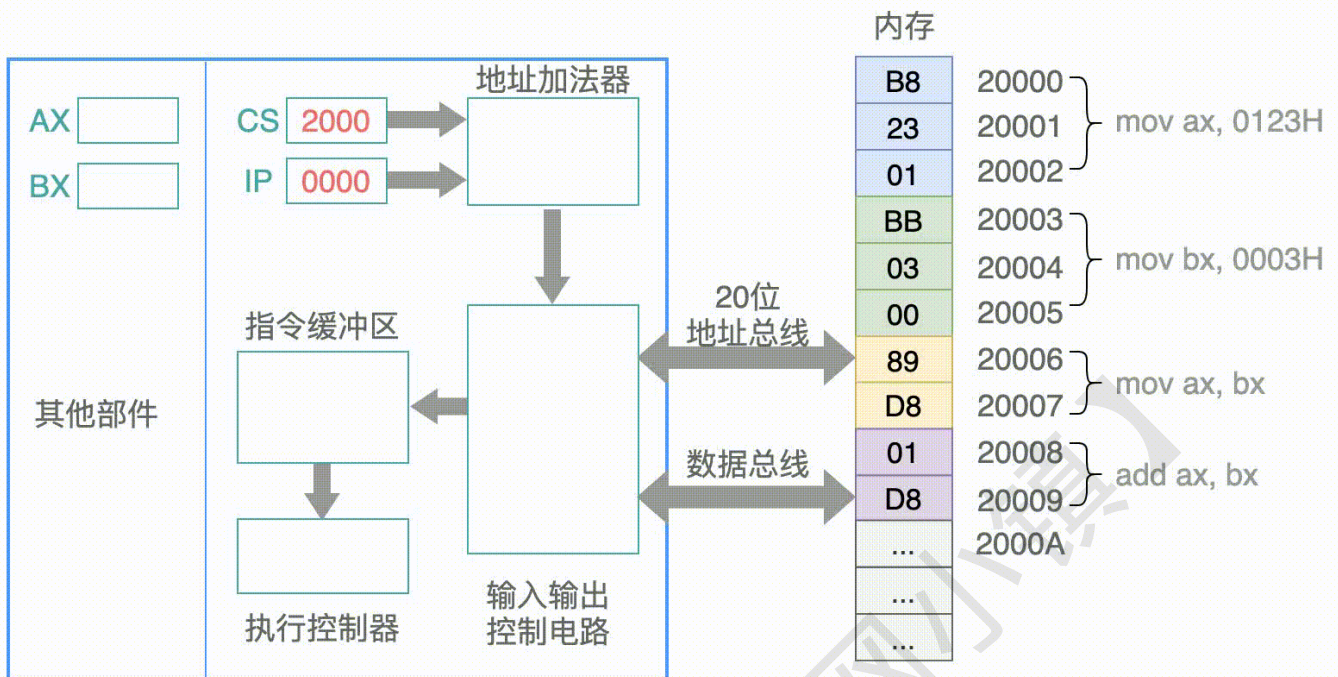 内存
地址加法器
AX
CS 2000
BX
IP 0000
B8 20000
23 20001
01 20002
mov ax, 0123H
BB 20003
03 20004
00 20005
mov bx, 0003H
89 20006
D8 20007
mov ax, bx
01 20008
D8 20009
add ax, bx
... 2000A
...
...
20位
地址总线
数据总线
指令缓冲区
其他部件
执行控制器
输入输出
控制电路
小镇】